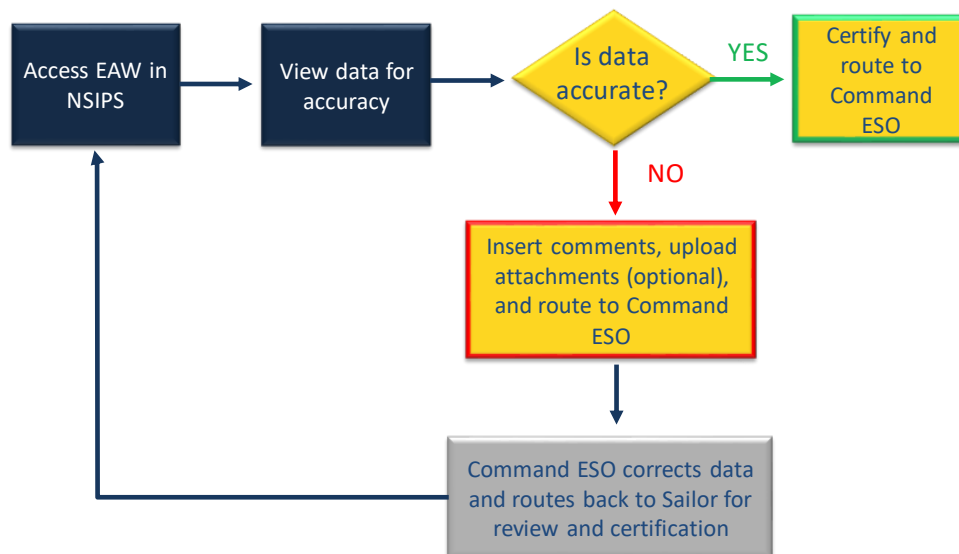 Access EAW in
NSIPS
View data for
accuracy
Is data
accurate?
YES
Certify and
route to
Command
ESO
NO
Insert comments, upload
attachments (optional),
and route to Command
ESO
Command ESO corrects data
and routes back to Sailor for
review and certification